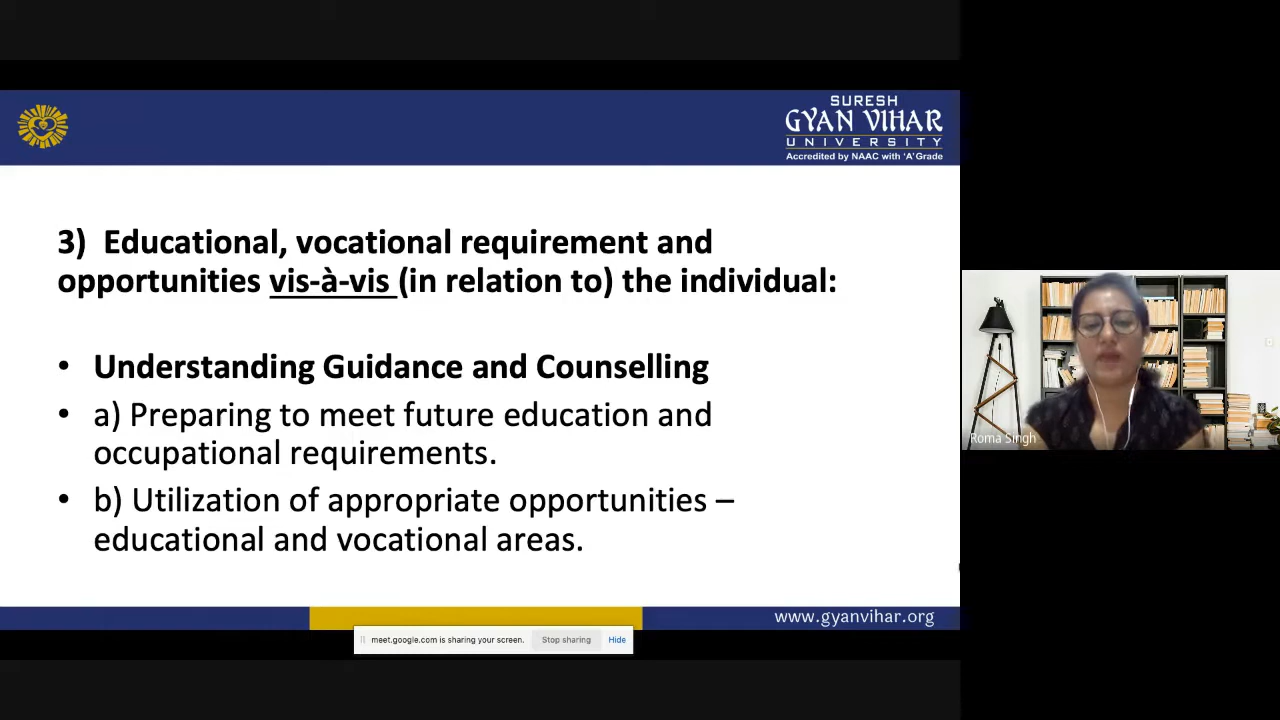 SURESH
GYAN VIHAR
UNIVERSITY
Accredited by NAAC with 'A' Grade
3) Educational, vocational requirement and
opportunities vis-à-vis (in relation to) the individual:
• Understanding Guidance and Counselling
• a) Preparing to meet future education and
occupational requirements.
• b) Utilization of appropriate opportunities –
educational and vocational areas.
Roma Singh
www.gyanvihar.org
meet.google.com is sharing your screen. Stop sharing Hide